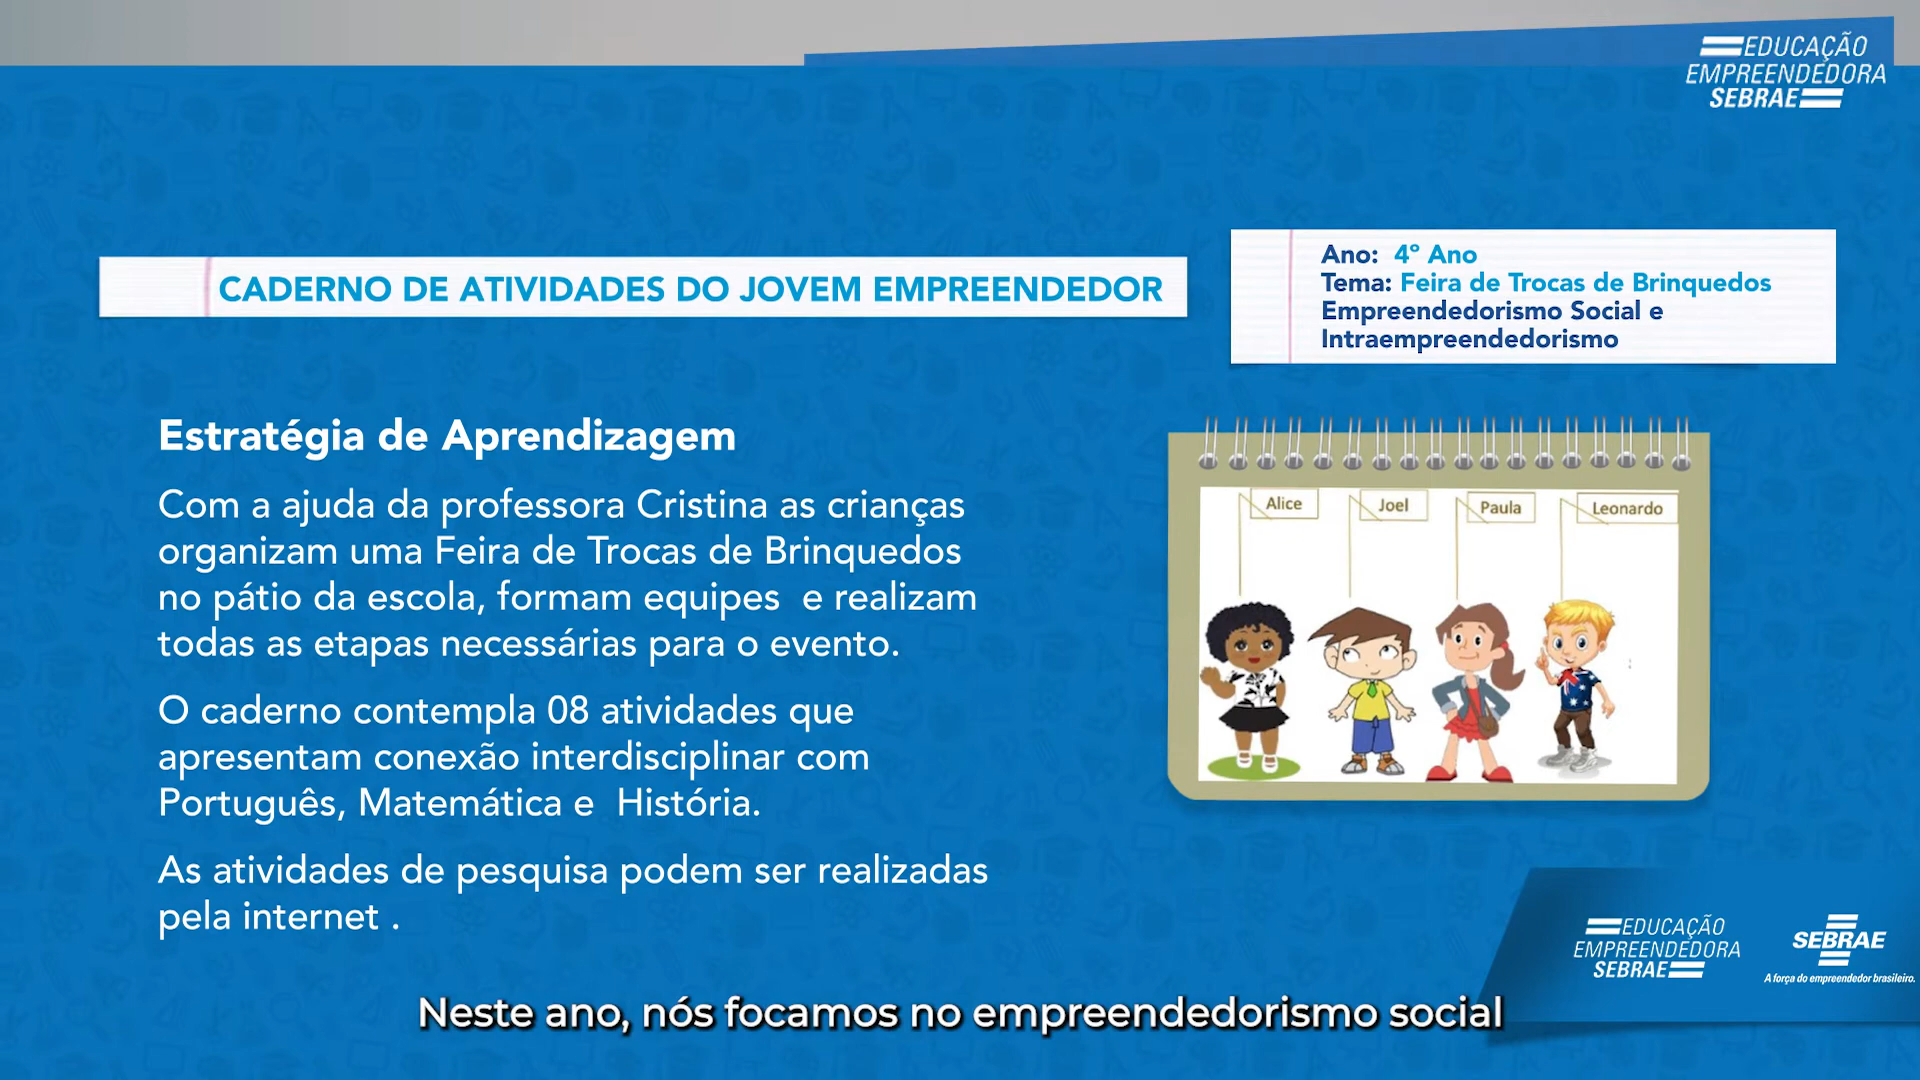 EDUCAÇÃO
EMPREENDEDORA
SEBRAE
CADERNO DE ATIVIDADES DO JOVEM EMPREENDEDOR
Ano: 4º Ano
Tema: Feira de Trocas de Brinquedos
Empreendedorismo Social e
Intraempreendedorismo
Estratégia de Aprendizagem
Com a ajuda da professora Cristina as crianças
organizam uma Feira de Trocas de Brinquedos
no pátio da escola, formam equipes e realizam
todas as etapas necessárias para o evento.
O caderno contempla 08 atividades que
apresentam conexão interdisciplinar com
Português, Matemática e História.
As atividades de pesquisa podem ser realizadas
pela internet .
Alice
Joel
Paula
Leonardo
EDUCAÇÃO
EMPREENDEDORA
SEBRAE
SEBRAE
A força do empreendedor brasileiro.
Neste ano, nós focamos no empreendedorismo social